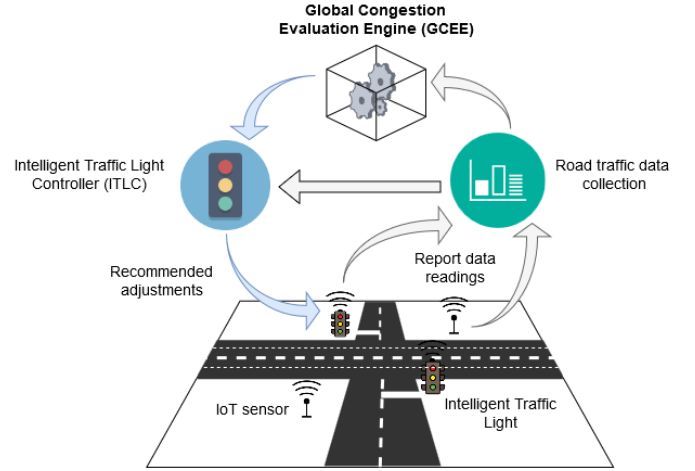 Global Congestion
Evaluation Engine (GCEE)
Intelligent Traffic Light
Controller (ITLC)
Road traffic data
collection
Recommended
adjustments
Report data
readings
IoT sensor
Intelligent Traffic
Light